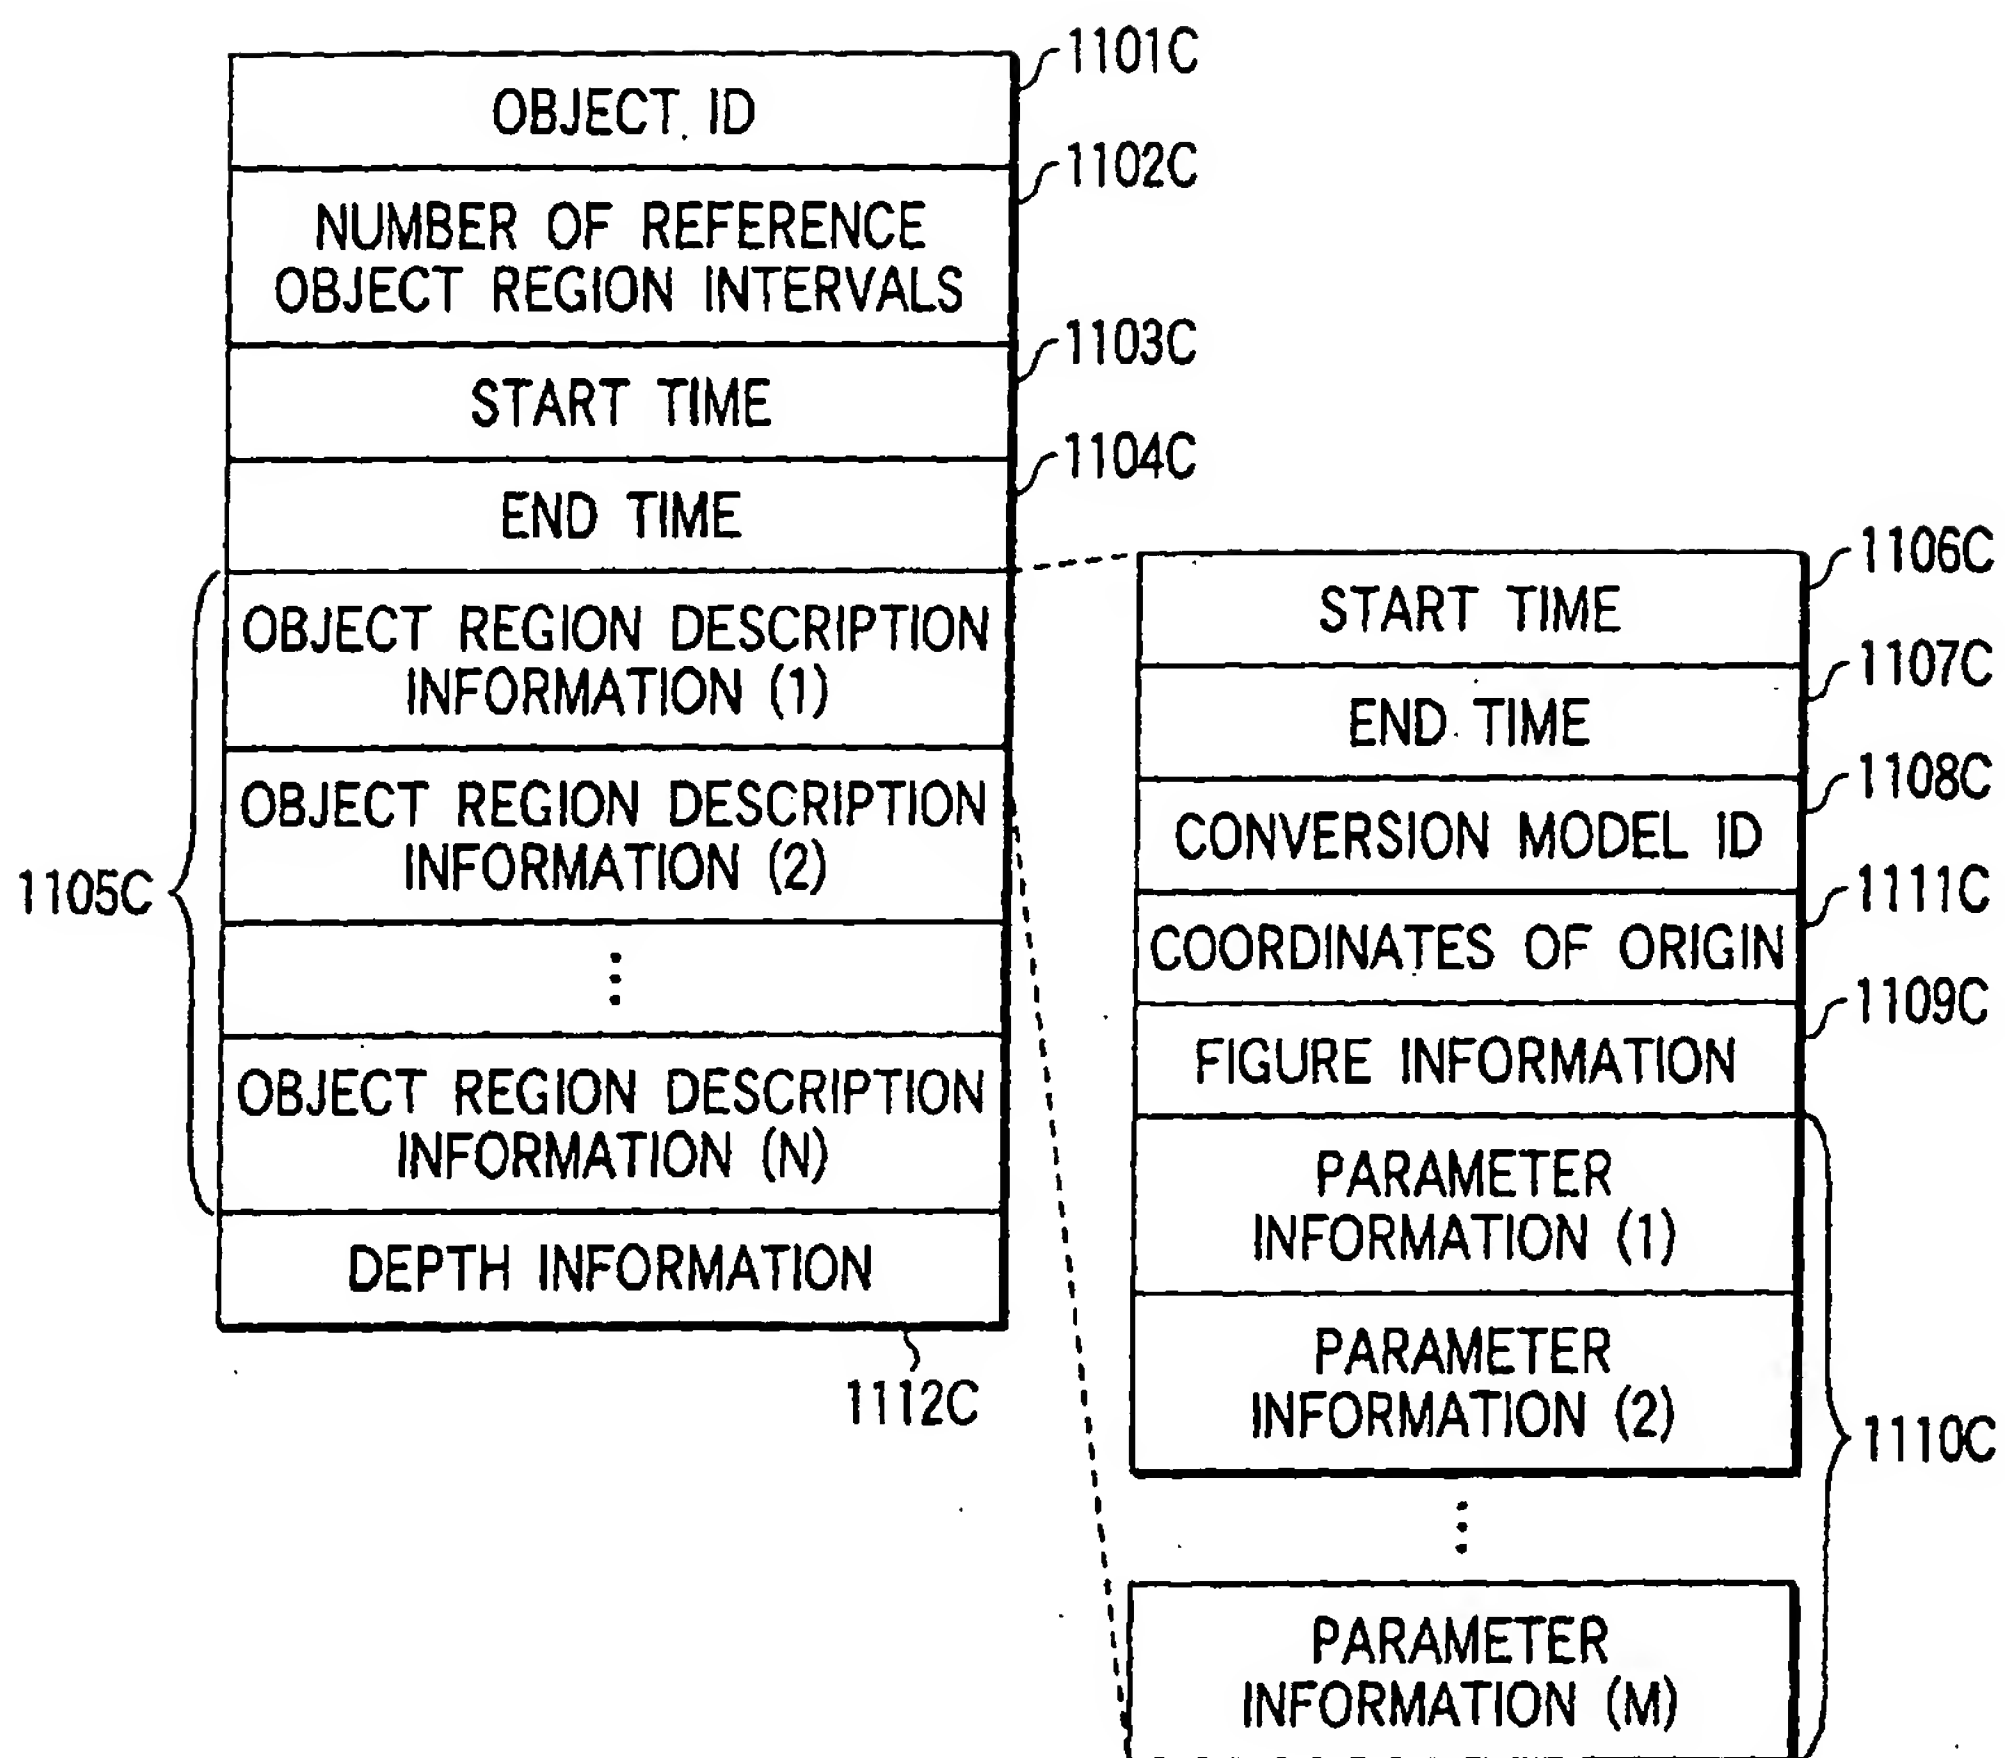 OBJECT ID
1101C
NUMBER OF REFERENCE
OBJECT REGION INTERVALS
1102C
START TIME
1103C
END TIME
1104C
1105C
OBJECT REGION DESCRIPTION
INFORMATION (1)
OBJECT REGION DESCRIPTION
INFORMATION (2)
⋮
OBJECT REGION DESCRIPTION
INFORMATION (N)
DEPTH INFORMATION
1112C
START TIME
1106C
END TIME
1107C
CONVERSION MODEL ID
1108C
COORDINATES OF ORIGIN
1111C
FIGURE INFORMATION
1109C
PARAMETER
INFORMATION (1)
PARAMETER
INFORMATION (2)
⋮
PARAMETER
INFORMATION (M)
1110C